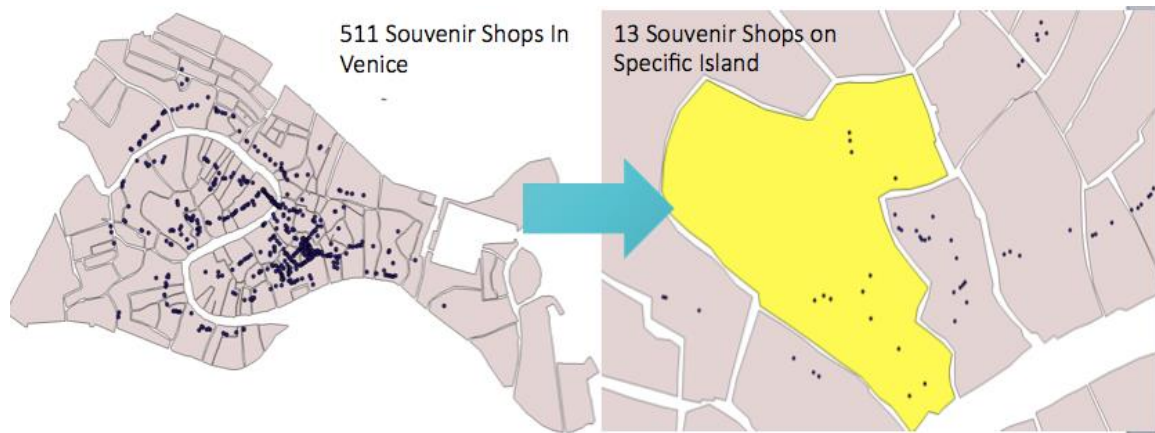 511 Souvenir Shops In
Venice
13 Souvenir Shops on
Specific Island